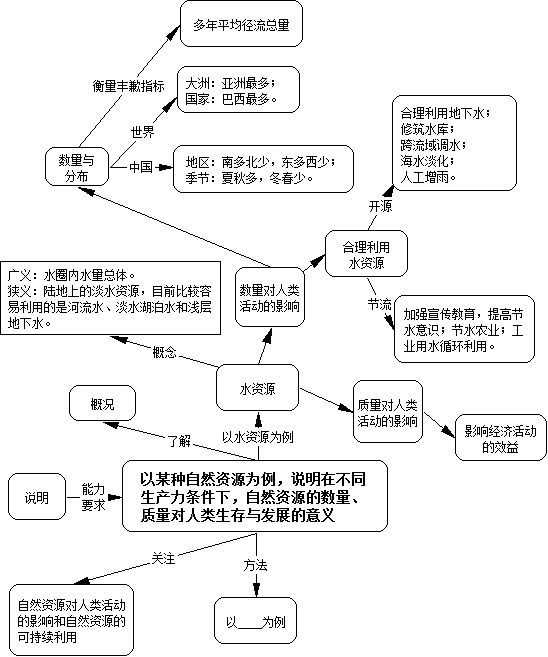 多年平均径流总量
衡量丰歉指标
大洲：亚洲最多；
国家：巴西最多。
世界
数量与
分布
中国
地区：南多北少，东多西少；
季节：夏秋多，冬春少。
合理利用地下水；
修筑水库；
跨流域调水；
海水淡化；
人工增雨。
开源
合理利用
水资源
节流
加强宣传教育，提高节
水意识；节水农业；工
业用水循环利用。
广义：水圈内水量总体。
狭义：陆地上的淡水资源，目前比较容
易利用的是河流水、淡水湖泊水和浅层
地下水。
数量对人类
活动的影响
概念
水资源
质量对人类
活动的影响
影响经济活动
的效益
概况
了解
以水资源为例
说明
能力
要求
以某种自然资源为例，说明在不同
生产力条件下，自然资源的数量、
质量对人类生存与发展的意义
关注
方法
自然资源对人类活动
的影响和自然资源的
可持续利用
以____为例